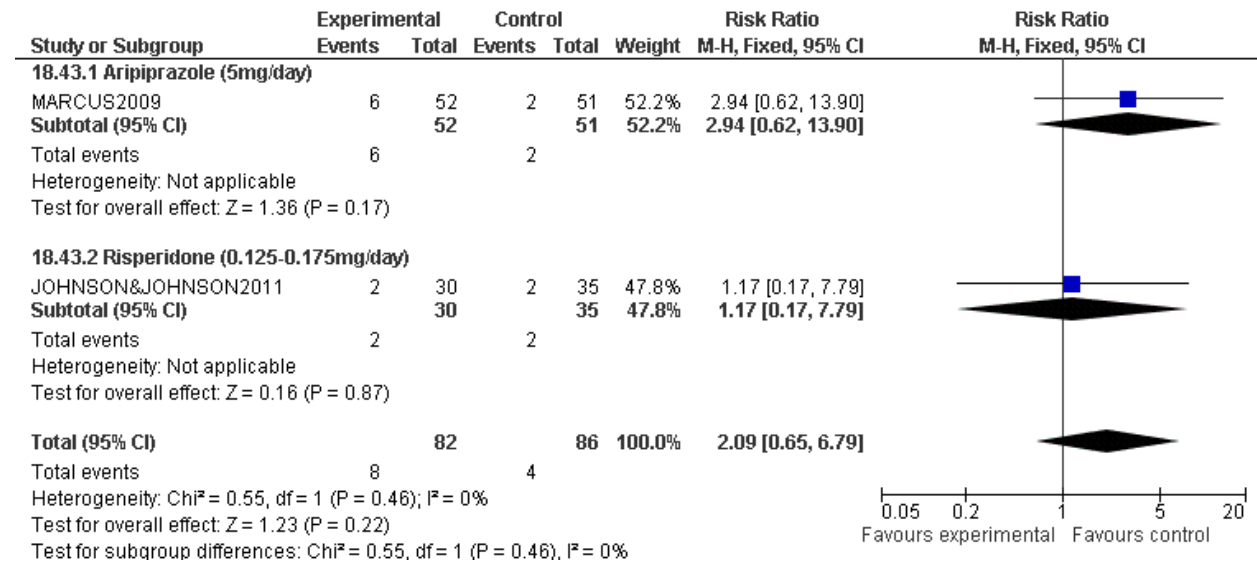 Experimental Control Risk Ratio Risk Ratio
Study or Subgroup Events Total Events Total Weight M-H, Fixed, 95% CI M-H, Fixed, 95% CI
18.43.1 Aripiprazole (5mg/day)
MARCUS2009 6 52 2 51 52.2% 2.94 [0.62, 13.90]
Subtotal (95% CI) 52 51 52.2% 2.94 [0.62, 13.90]
Total events 6 2
Heterogeneity: Not applicable
Test for overall effect: Z = 1.36 (P = 0.17)
18.43.2 Risperidone (0.125-0.175mg/day)
JOHNSON&JOHNSON2011 2 30 2 35 47.8% 1.17 [0.17, 7.79]
Subtotal (95% CI) 30 35 47.8% 1.17 [0.17, 7.79]
Total events 2 2
Heterogeneity: Not applicable
Test for overall effect: Z = 0.16 (P = 0.87)
Total (95% CI) 82 86 100.0% 2.09 [0.65, 6.79]
Total events 8 4
Heterogeneity: Chi² = 0.55, df = 1 (P = 0.46); I² = 0%
Test for overall effect: Z = 1.23 (P = 0.22)
Test for subgroup differences: Chi² = 0.55, df = 1 (P = 0.46), I² = 0%
0.05 0.2 1 5 20
Favours experimental Favours control